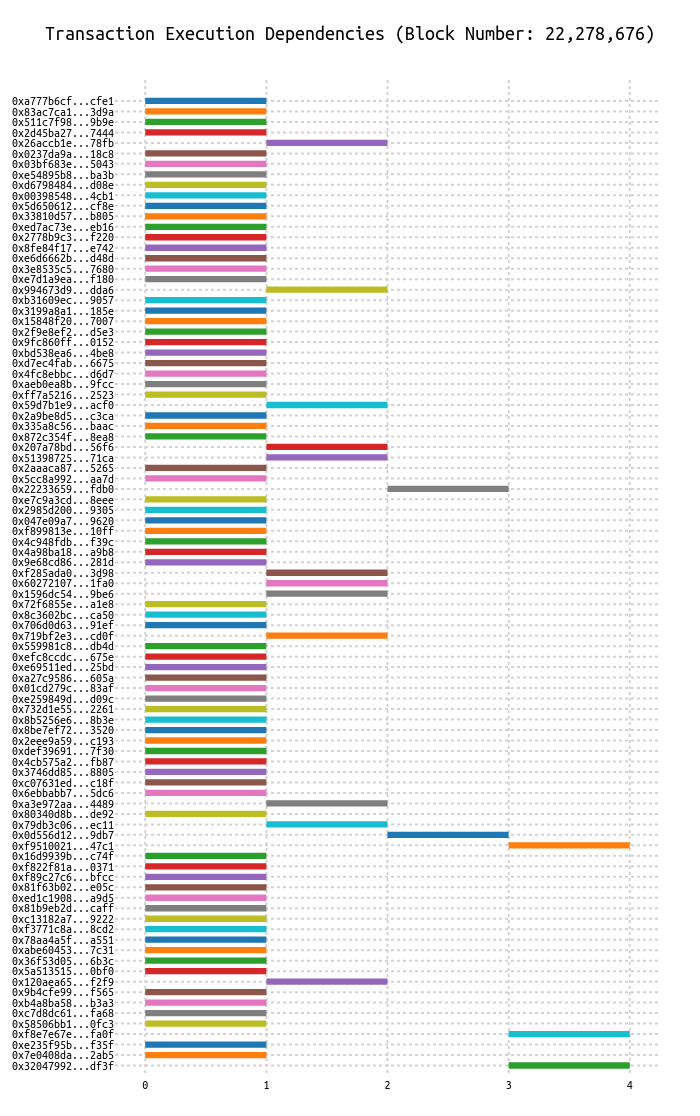 Transaction Execution Dependencies (Block Number: 22,278,676)
0xa777b6cf...cfe1
0x83ac7ca1...3d9a
0x511c7f98...9b9e
0x2d45ba27...7444
0x26accb1e...78fb
0x0237da9a...18c8
0x03bf683e...5043
0xe54895b8...ba3b
0xd6798484...d08e
0x00398548...4cb1
0x5d650612...cf8e
0x33810d57...b805
0xed7ac73e...eb16
0x2778b9c3...f220
0x8fe84f17...e742
0xe6d6662b...d48d
0x3e8535c5...7680
0xe7d1a9ea...f180
0x994673d9...dda6
0xb31609ec...9057
0x3199a8a1...185e
0x15848f20...7007
0x2f9e8ef2...d5e3
0x9fc860ff...0152
0xbd538ea6...4be8
0xd7ec4fab...6675
0x4fc8ebbc...d6d7
0xaeb0ea8b...9fcc
0xff7a5216...2523
0x59d7b1e9...acf0
0x2a9be8d5...c3ca
0x335a8c56...baac
0x872c354f...8ea8
0x207a78bd...56f6
0x51398725...71ca
0x2aaaca87...5265
0x5cc8a992...aa7d
0x22233659...fdb0
0xe7c9a3cd...8eee
0x2985d200...9305
0x047e09a7...9620
0xf899813e...10ff
0x4c948fdb...f39c
0x4a98ba18...a9b8
0x9e68cd86...281d
0xf285ada0...3d98
0x60272107...1fa0
0x1596dc54...9be6
0x72f6855e...a1e8
0x8c3602bc...ca50
0x706d0d63...91ef
0x719bf2e3...cd0f
0x559981c8...db4d
0xefc8ccdc...675e
0xe69511ed...25bd
0xa27c9586...605a
0x01cd279c...83af
0xe259849d...d09c
0x732d1e55...2261
0x8b5256e6...8b3e
0x8be7ef72...3520
0x2eee9a59...c193
0xdef39691...7f30
0x4cb575a2...fb87
0x3746dd85...8805
0xc07631ed...c18f
0x6ebbabb7...5dc6
0xa3e972aa...4489
0x80340d8b...de92
0x79db3c06...ec11
0x0d556d12...9db7
0xf9510021...47c1
0x16d9939b...c74f
0xf822f81a...0371
0xf89c27c6...bfcc
0x81f63b02...e05c
0xed1c1908...a9d5
0x81b9eb2d...caff
0xc13182a7...9222
0xf3771c8a...8cd2
0x78aa4a5f...a551
0xabe60453...7c31
0x36f53d05...6b3c
0x5a513515...0bf0
0x120aea65...f2f9
0x9b4cfe99...f565
0xb4a8ba58...b3a3
0xc7d8dc61...fa68
0x58506bb1...0fc3
0xf8e7e67e...fa0f
0xe235f95b...f35f
0x7e0408da...2ab5
0x32047992...df3f
0 1 2 3 4